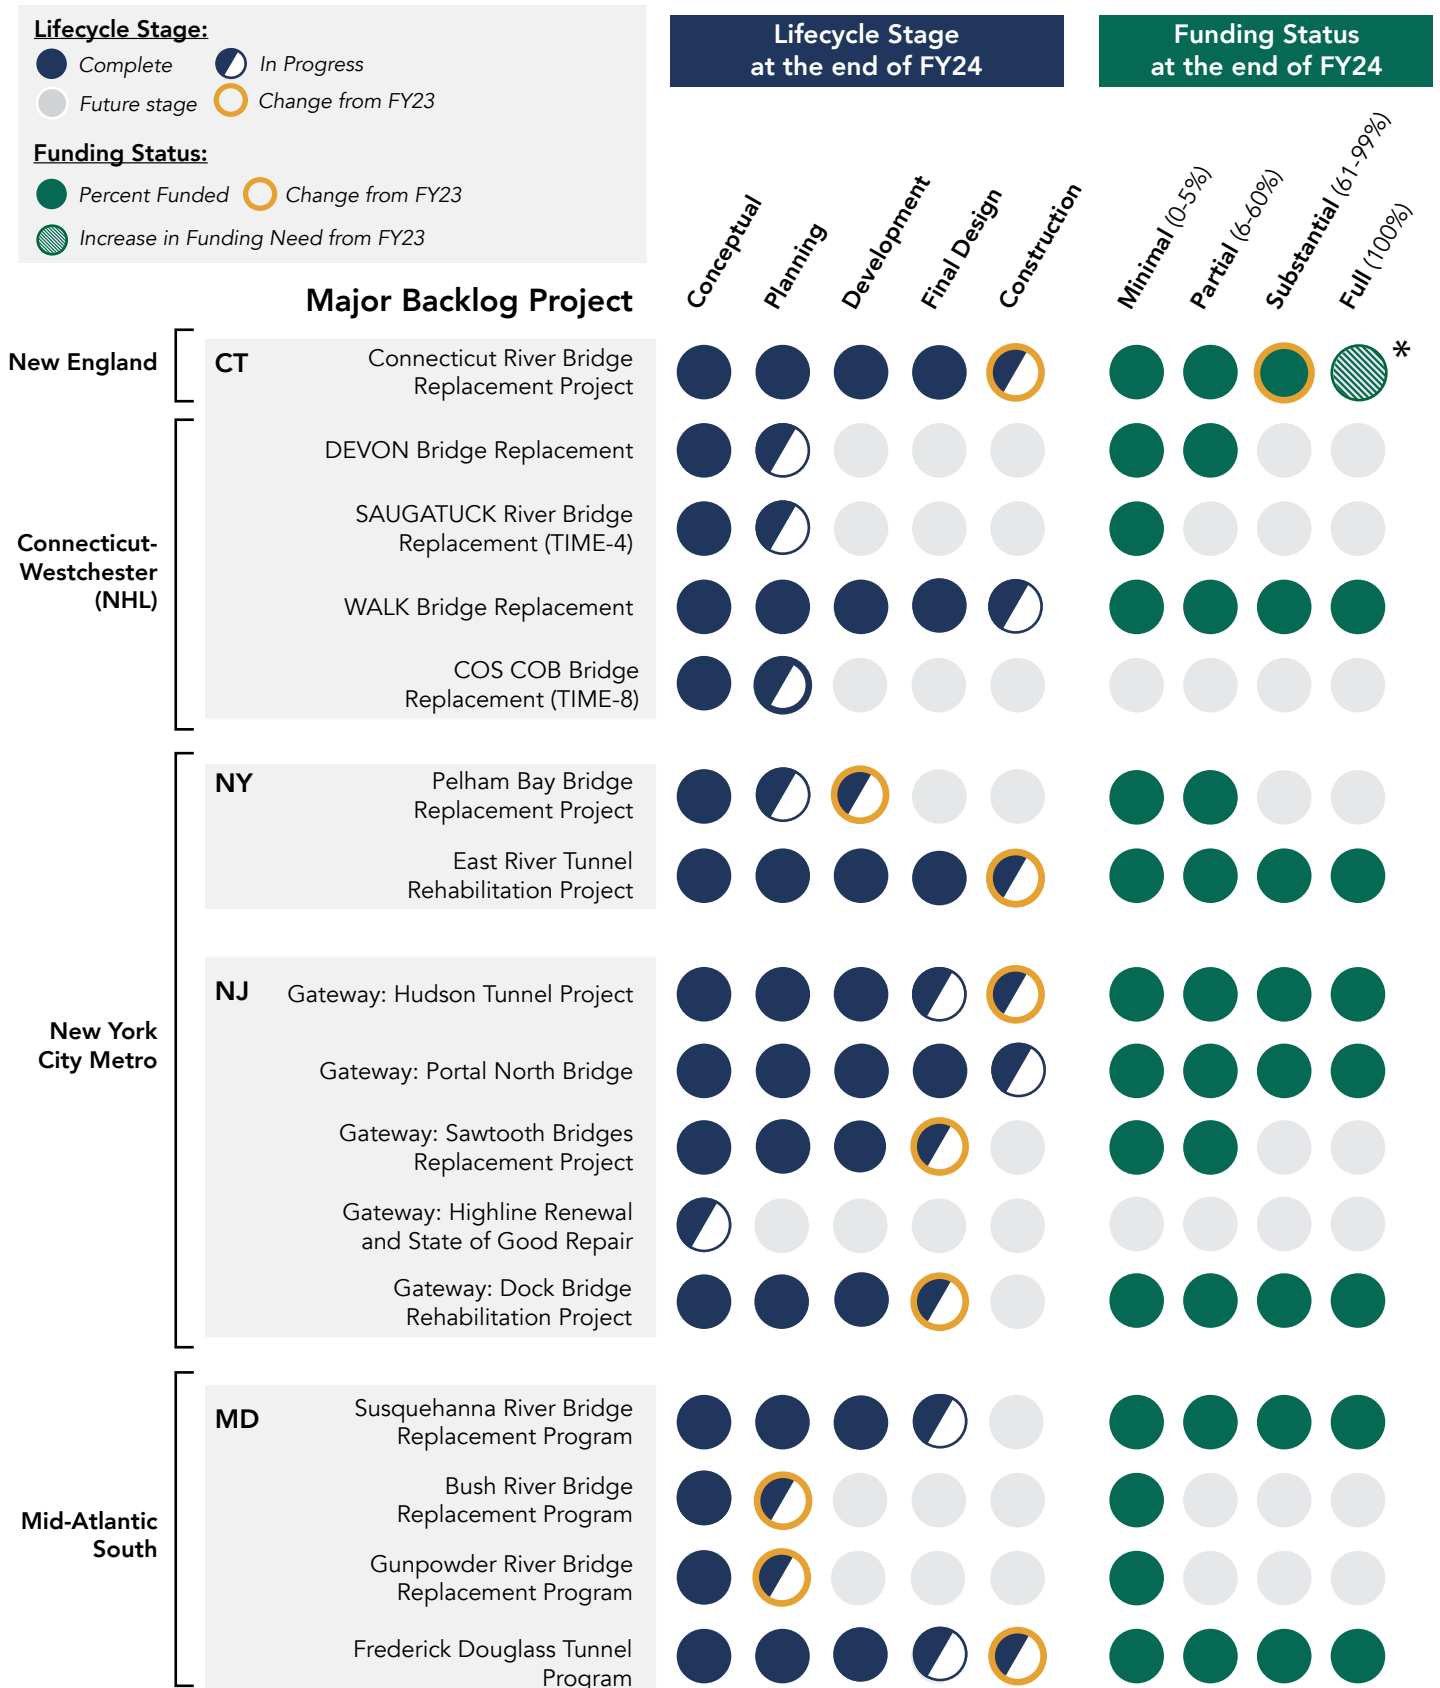 Lifecycle Stage:
Complete
In Progress
Future stage
Change from FY23
Funding Status:
Percent Funded
Change from FY23
Increase in Funding Need from FY23
Lifecycle Stage
at the end of FY24
Funding Status
at the end of FY24
Major Backlog Project
Conceptual
Planning
Development
Final Design
Construction
Minimal (0-5%)
Partial (6-60%)
Substantial (61-99%)
Full (100%)
New England
CT
Connecticut River Bridge
Replacement Project
*
DEVON Bridge Replacement
Connecticut-
Westchester
(NHL)
SAUGATUCK River Bridge
Replacement (TIME-4)
WALK Bridge Replacement
COS COB Bridge
Replacement (TIME-8)
New York
City Metro
NY
Pelham Bay Bridge
Replacement Project
East River Tunnel
Rehabilitation Project
NJ
Gateway: Hudson Tunnel Project
Gateway: Portal North Bridge
Gateway: Sawtooth Bridges
Replacement Project
Gateway: Highline Renewal
and State of Good Repair
Gateway: Dock Bridge
Rehabilitation Project
Mid-Atlantic
South
MD
Susquehanna River Bridge
Replacement Program
Bush River Bridge
Replacement Program
Gunpowder River Bridge
Replacement Program
Frederick Douglass Tunnel
Program